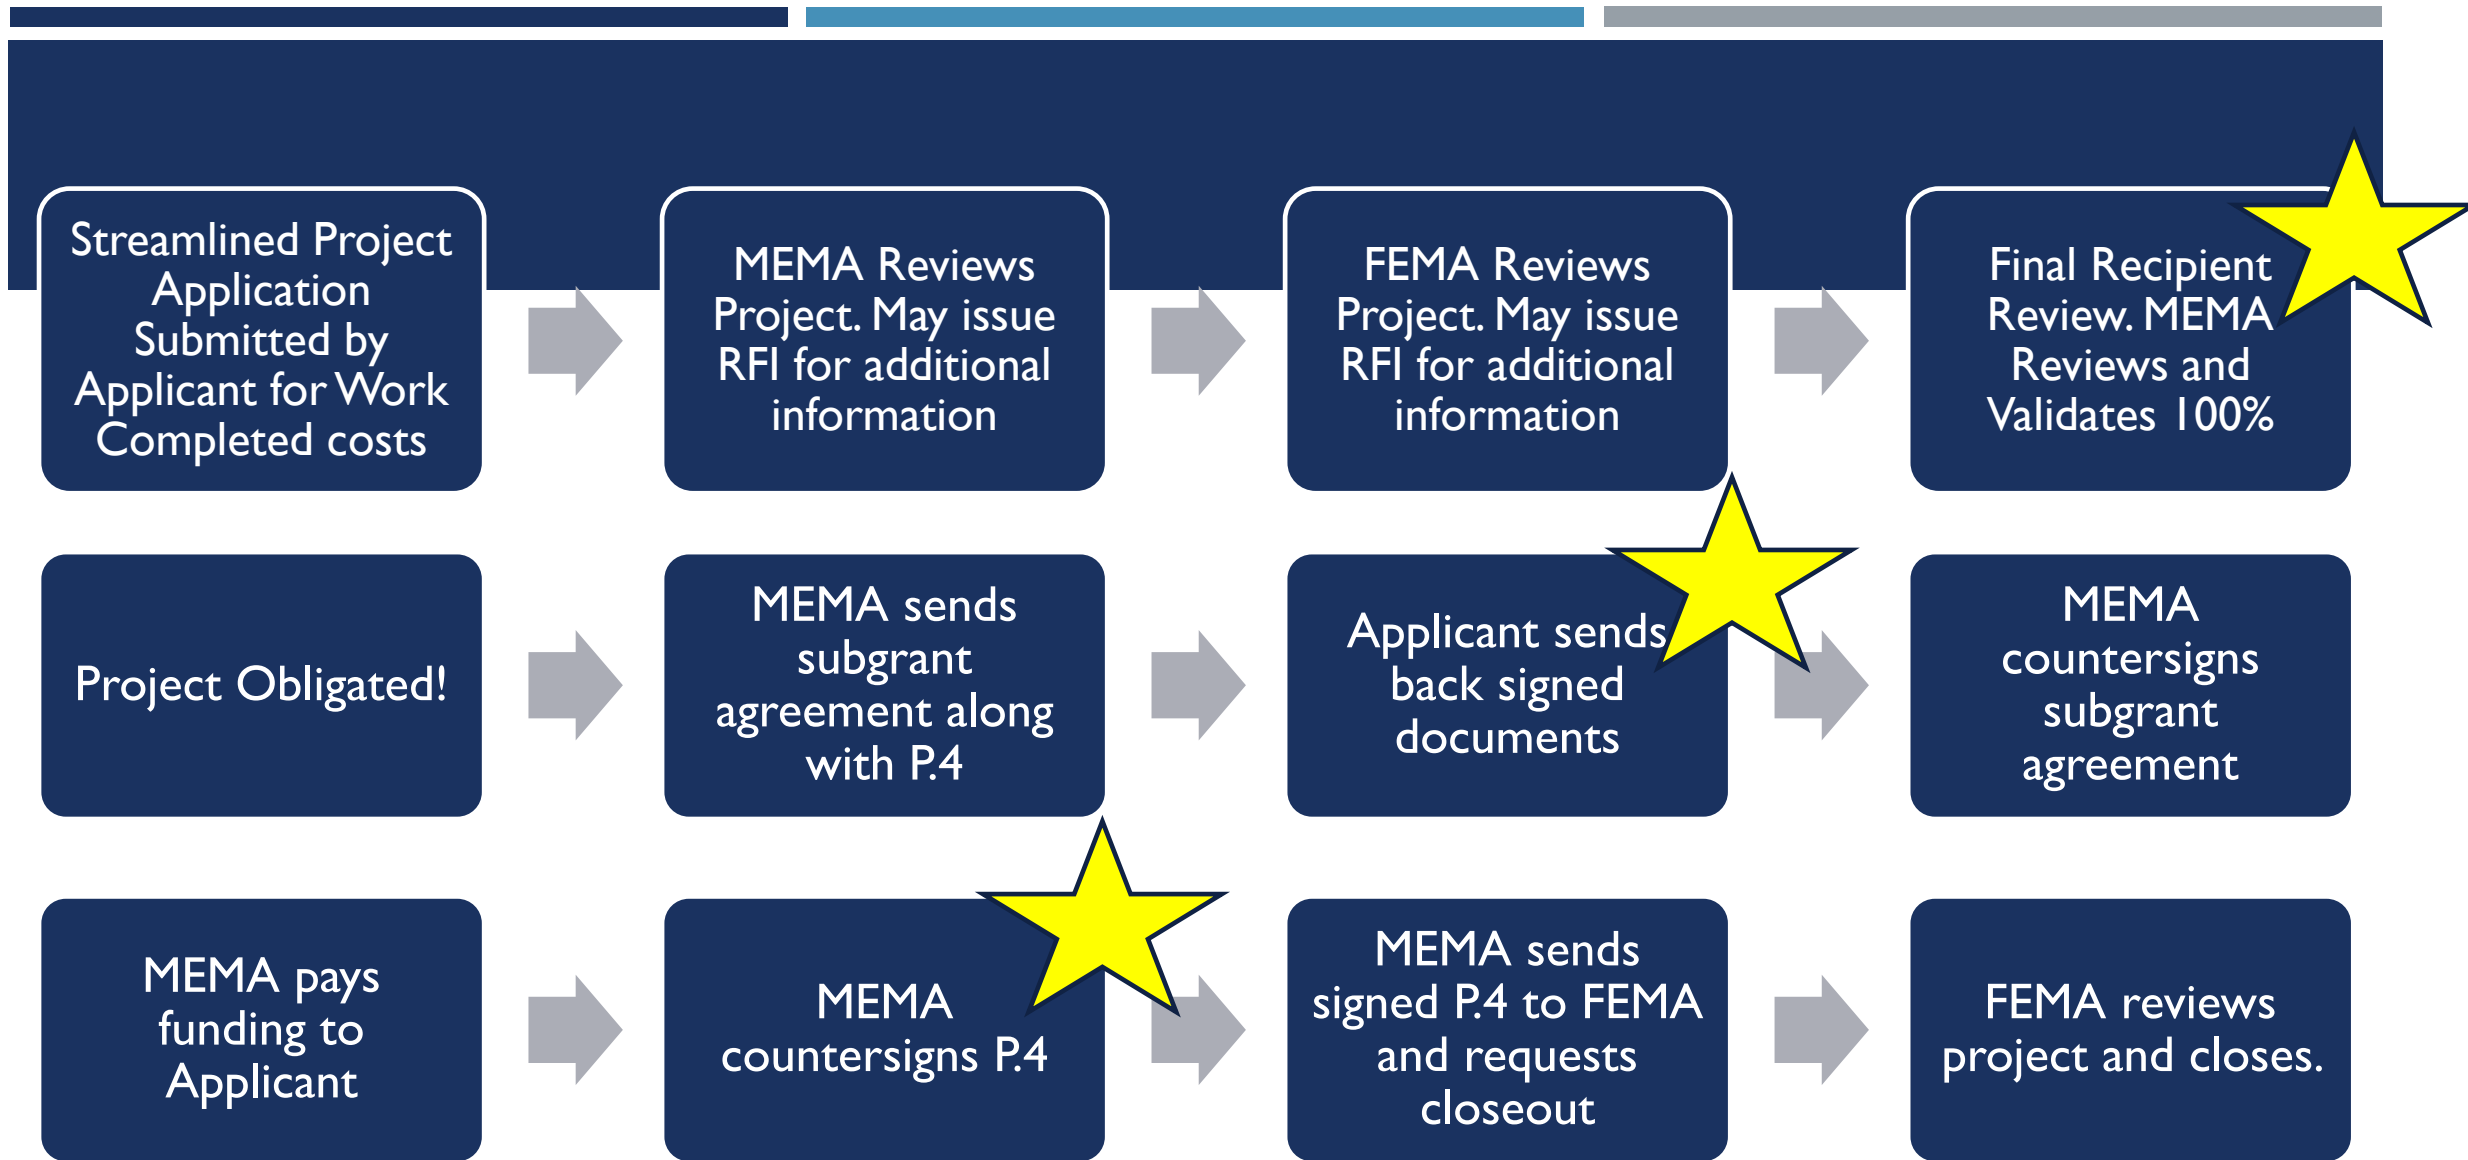 Streamlined Project
Application
Submitted by
Applicant for Work
Completed costs
MEMA Reviews
Project. May issue
RFI for additional
information
FEMA Reviews
Project. May issue
RFI for additional
information
Final Recipient
Review. MEMA
Reviews and
Validates 100%
Project Obligated!
MEMA sends
subgrant
agreement along
with P.4
Applicant sends
back signed
documents
MEMA
countersigns
subgrant
agreement
MEMA pays
funding to
Applicant
MEMA
countersigns P.4
MEMA sends
signed P.4 to FEMA
and requests
closeout
FEMA reviews
project and closes.